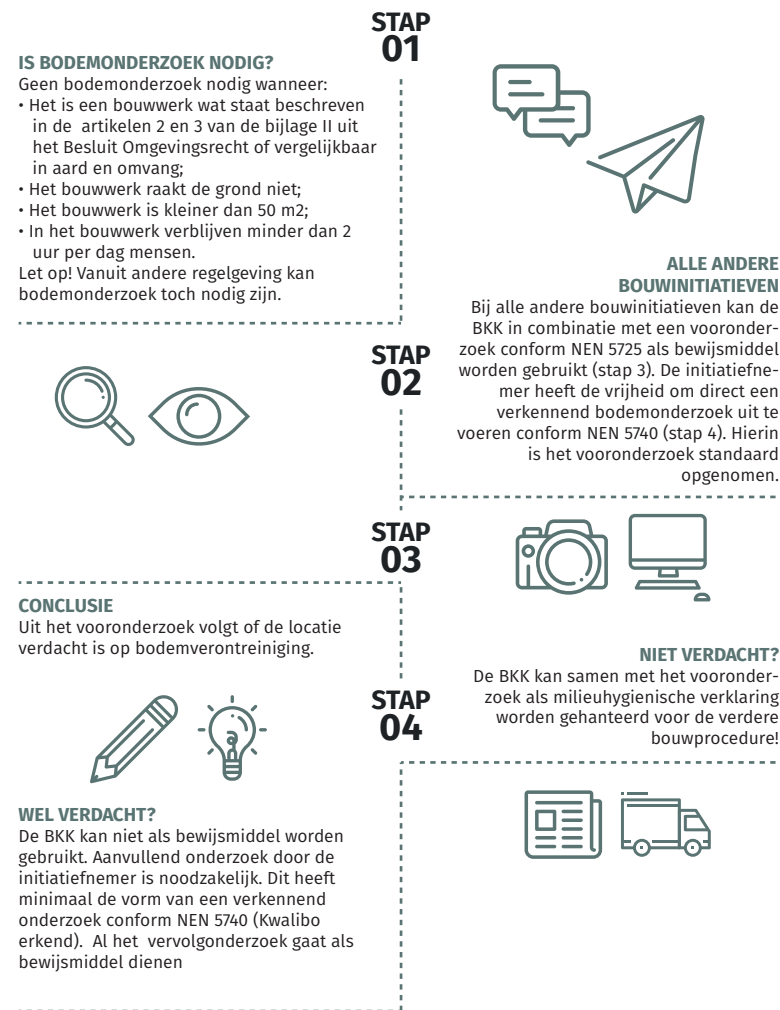 STAP
01
IS BODEMONDERZOEK NODIG?
Geen bodemonderzoek nodig wanneer:
• Het is een bouwwerk wat staat beschreven
in de artikelen 2 en 3 van de bijlage II uit
het Besluit Omgevingsrecht of vergelijkbaar
in aard en omvang;
• Het bouwwerk raakt de grond niet;
• Het bouwwerk is kleiner dan 50 m2;
• In het bouwwerk verblijven minder dan 2
uur per dag mensen.
Let op! Vanuit andere regelgeving kan
bodemonderzoek toch nodig zijn.
STAP
02
ALLE ANDERE
BOUWINITIATIEVEN
Bij alle andere bouwinitiatieven kan de
BKK in combinatie met een vooronder-
zoek conform NEN 5725 als bewijsmiddel
worden gebruikt (stap 3). De initiatiefne-
mer heeft de vrijheid om direct een
verkennend bodemonderzoek uit te
voeren conform NEN 5740 (stap 4). Hierin
is het vooronderzoek standaard
opgenomen.
STAP
03
CONCLUSIE
Uit het vooronderzoek volgt of de locatie
verdacht is op bodemverontreiniging.
NIET VERDACHT?
De BKK kan samen met het vooronder-
zoek als milieuhygienische verklaring
worden gehanteerd voor de verdere
bouwprocedure!
STAP
04
WEL VERDACHT?
De BKK kan niet als bewijsmiddel worden
gebruikt. Aanvullend onderzoek door de
initiatiefnemer is noodzakelijk. Dit heeft
minimaal de vorm van een verkennend
onderzoek conform NEN 5740 (Kwalibo
erkend). Al het vervolgonderzoek gaat als
bewijsmiddel dienen